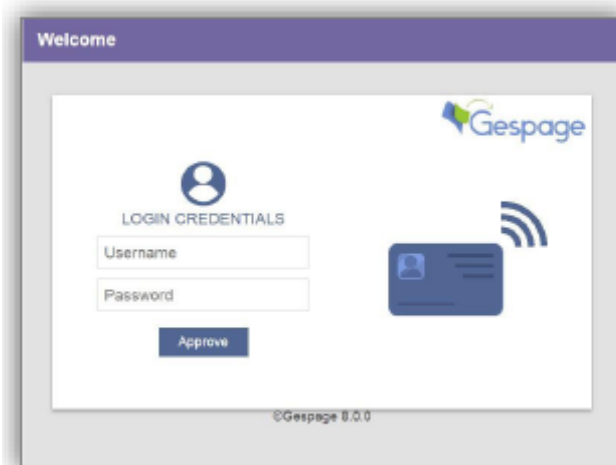 Welcome
Gespage
LOGIN CREDENTIALS
Username
Password
Approve
©Gespage 8.0.0